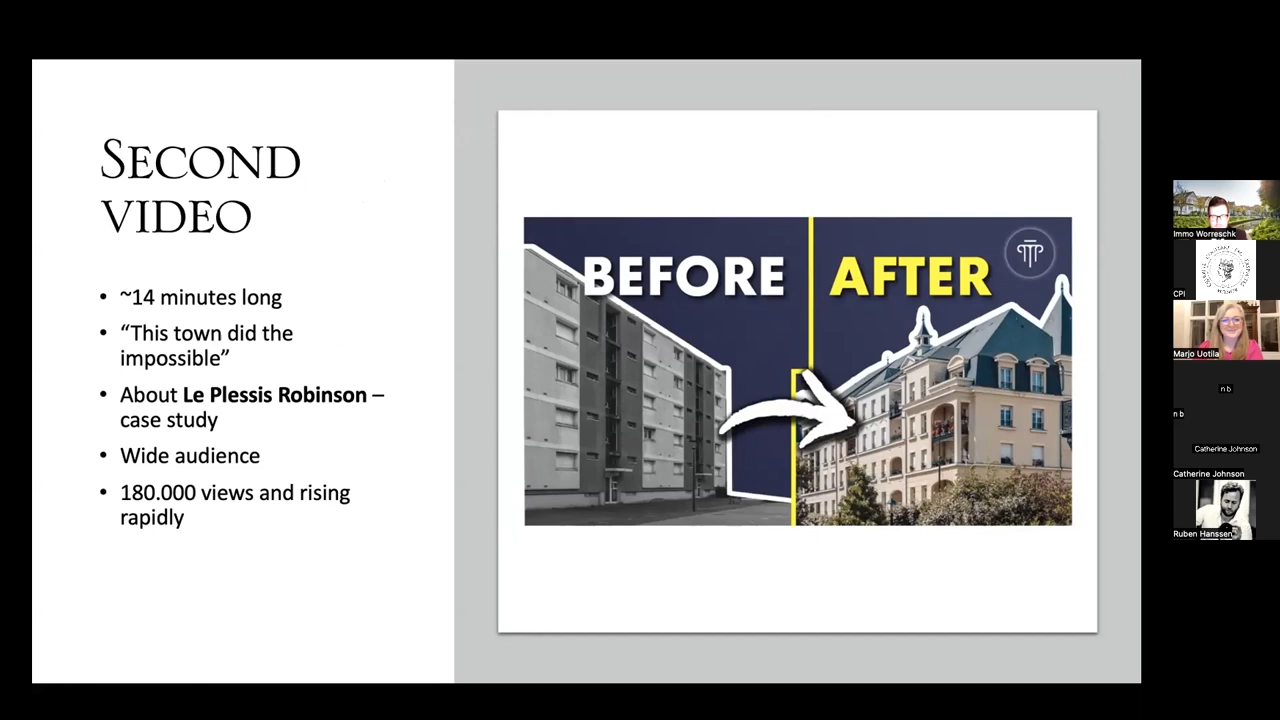 SECOND
VIDEO
• ~14 minutes long
• “This town did the
impossible”
• About Le Plessis Robinson –
case study
• Wide audience
• 180.000 views and rising
rapidly
BEFORE
AFTER
Immo Worreschk
CPI
Marjo Uotila
n b
n b
Catherine Johnson
Catherine Johnson
Ruben Hanssen